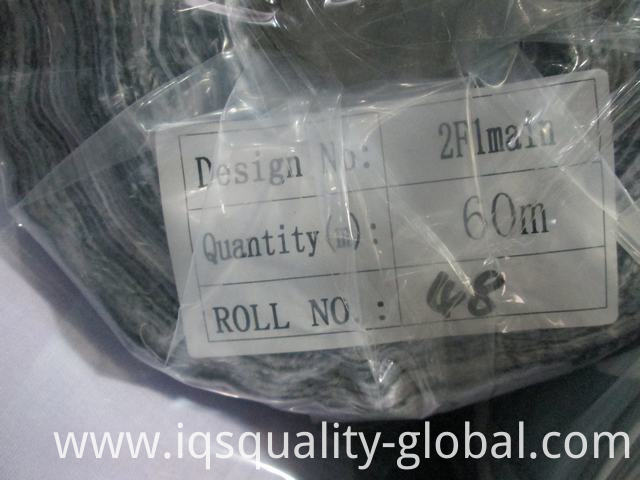 Design No: 2F1main
Quantity(m): 60m
ROLL NO.: 48
www.iqsquality-global.com